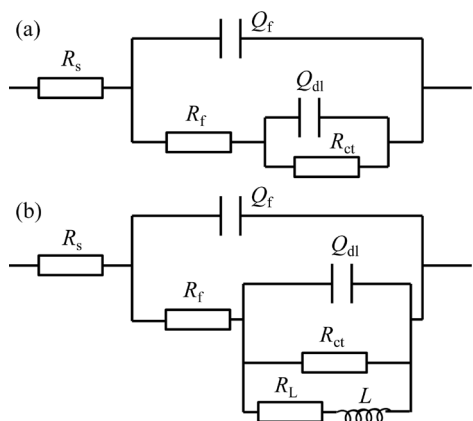 (a)
Q_f
R_s
Q_dl
R_f
R_ct
(b)
Q_f
R_s
Q_dl
R_f
R_ct
R_L L